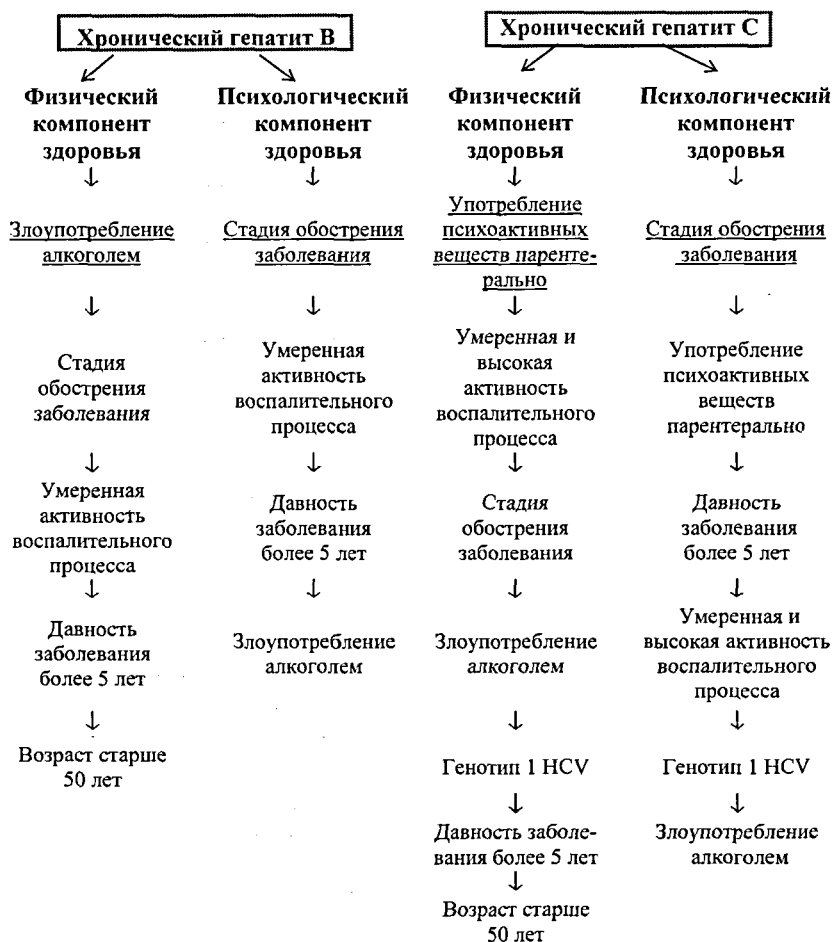 Хронический гепатит В
Физический
компонент
здоровья
Злоупотребление
алкоголем
Стадия
обострения
заболевания
Умеренная
активность
воспалительного
процесса
Давность
заболевания
более 5 лет
Возраст старше
50 лет
Психологический
компонент
здоровья
Стадия обострения
заболевания
Умеренная
активность
воспалительного
процесса
Давность
заболевания
более 5 лет
Злоупотребление
алкоголем
Хронический гепатит С
Физический
компонент
здоровья
Употребление
психоактивных
веществ паренте-
рально
Умеренная и
высокая
активность
воспалительного
процесса
Стадия
обострения
заболевания
Злоупотребление
алкоголем
Генотип 1 HCV
Давность заболе-
вания более 5 лет
Возраст старше
50 лет
Психологический
компонент
здоровья
Стадия обострения
заболевания
Употребление
психоактивных
веществ
парентерально
Давность
заболевания
более 5 лет
Умеренная и
высокая активность
воспалительного
процесса
Генотип 1 HCV
Злоупотребление
алкоголем